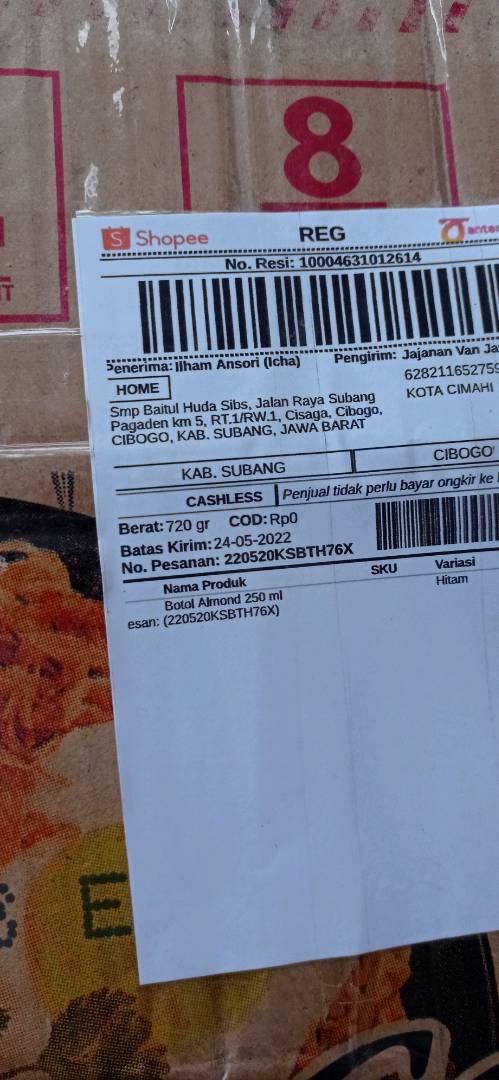 8
Shopee REG anter
No. Resi: 10004631012614
Penerima: Ilham Ansori (Icha) Pengirim: Jajanan Van Ja
628211652759
HOME KOTA CIMAHI
Smp Baitul Huda Sibs, Jalan Raya Subang
Pagaden km 5, RT.1/RW.1, Cisaga, Cibogo,
CIBOGO, KAB. SUBANG, JAWA BARAT
KAB. SUBANG CIBOGO
CASHLESS Penjual tidak perlu bayar ongkir ke
Berat: 720 gr COD: Rp0
Batas Kirim: 24-05-2022
No. Pesanan: 220520KSBTH76X
Nama Produk SKU Variasi
Botol Almond 250 ml Hitam
esan: (220520KSBTH76X)
E